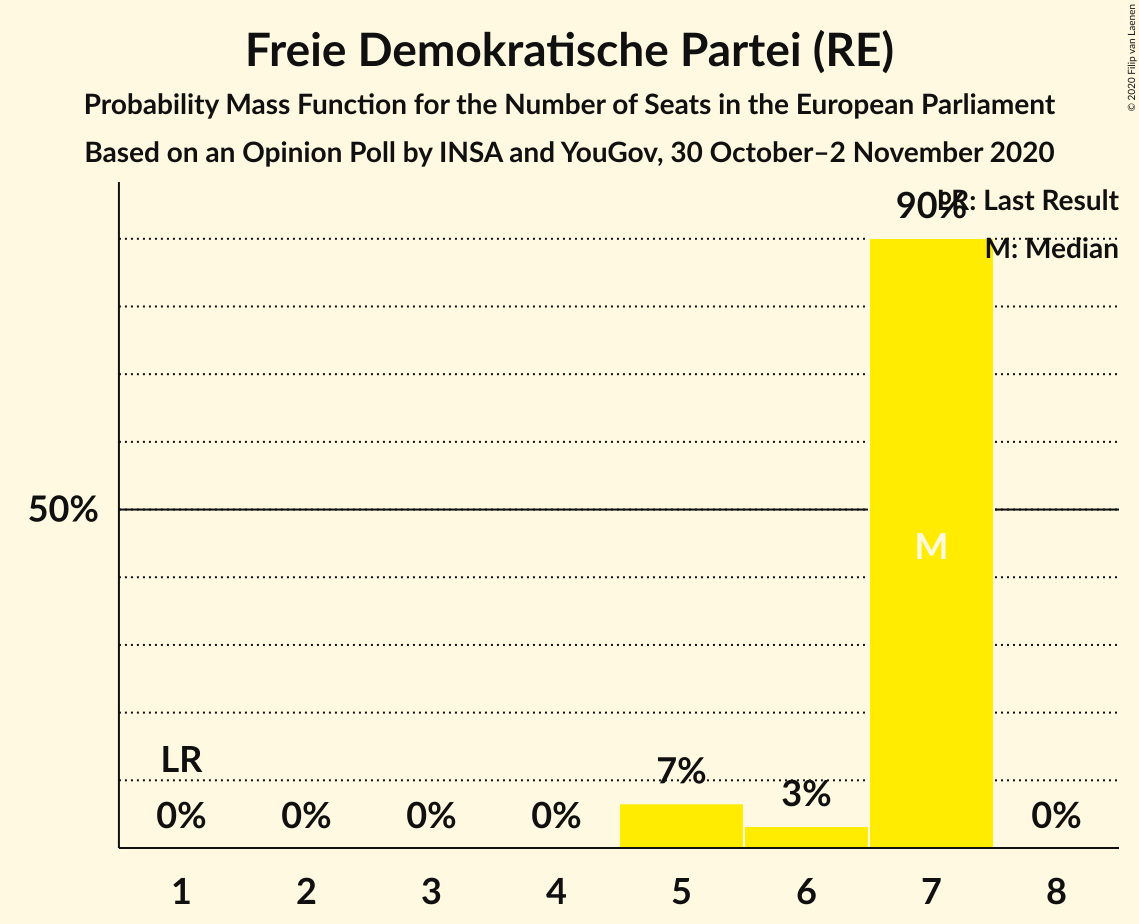 Freie Demokratische Partei (RE)
Probability Mass Function for the Number of Seats in the European Parliament
Based on an Opinion Poll by INSA and YouGov, 30 October–2 November 2020
© 2020 Filip van Laenen
LR: Last Result
M: Median
90%
50%
M
LR
0%
0%
0%
0%
7%
3%
0%
1 2 3 4 5 6 7 8